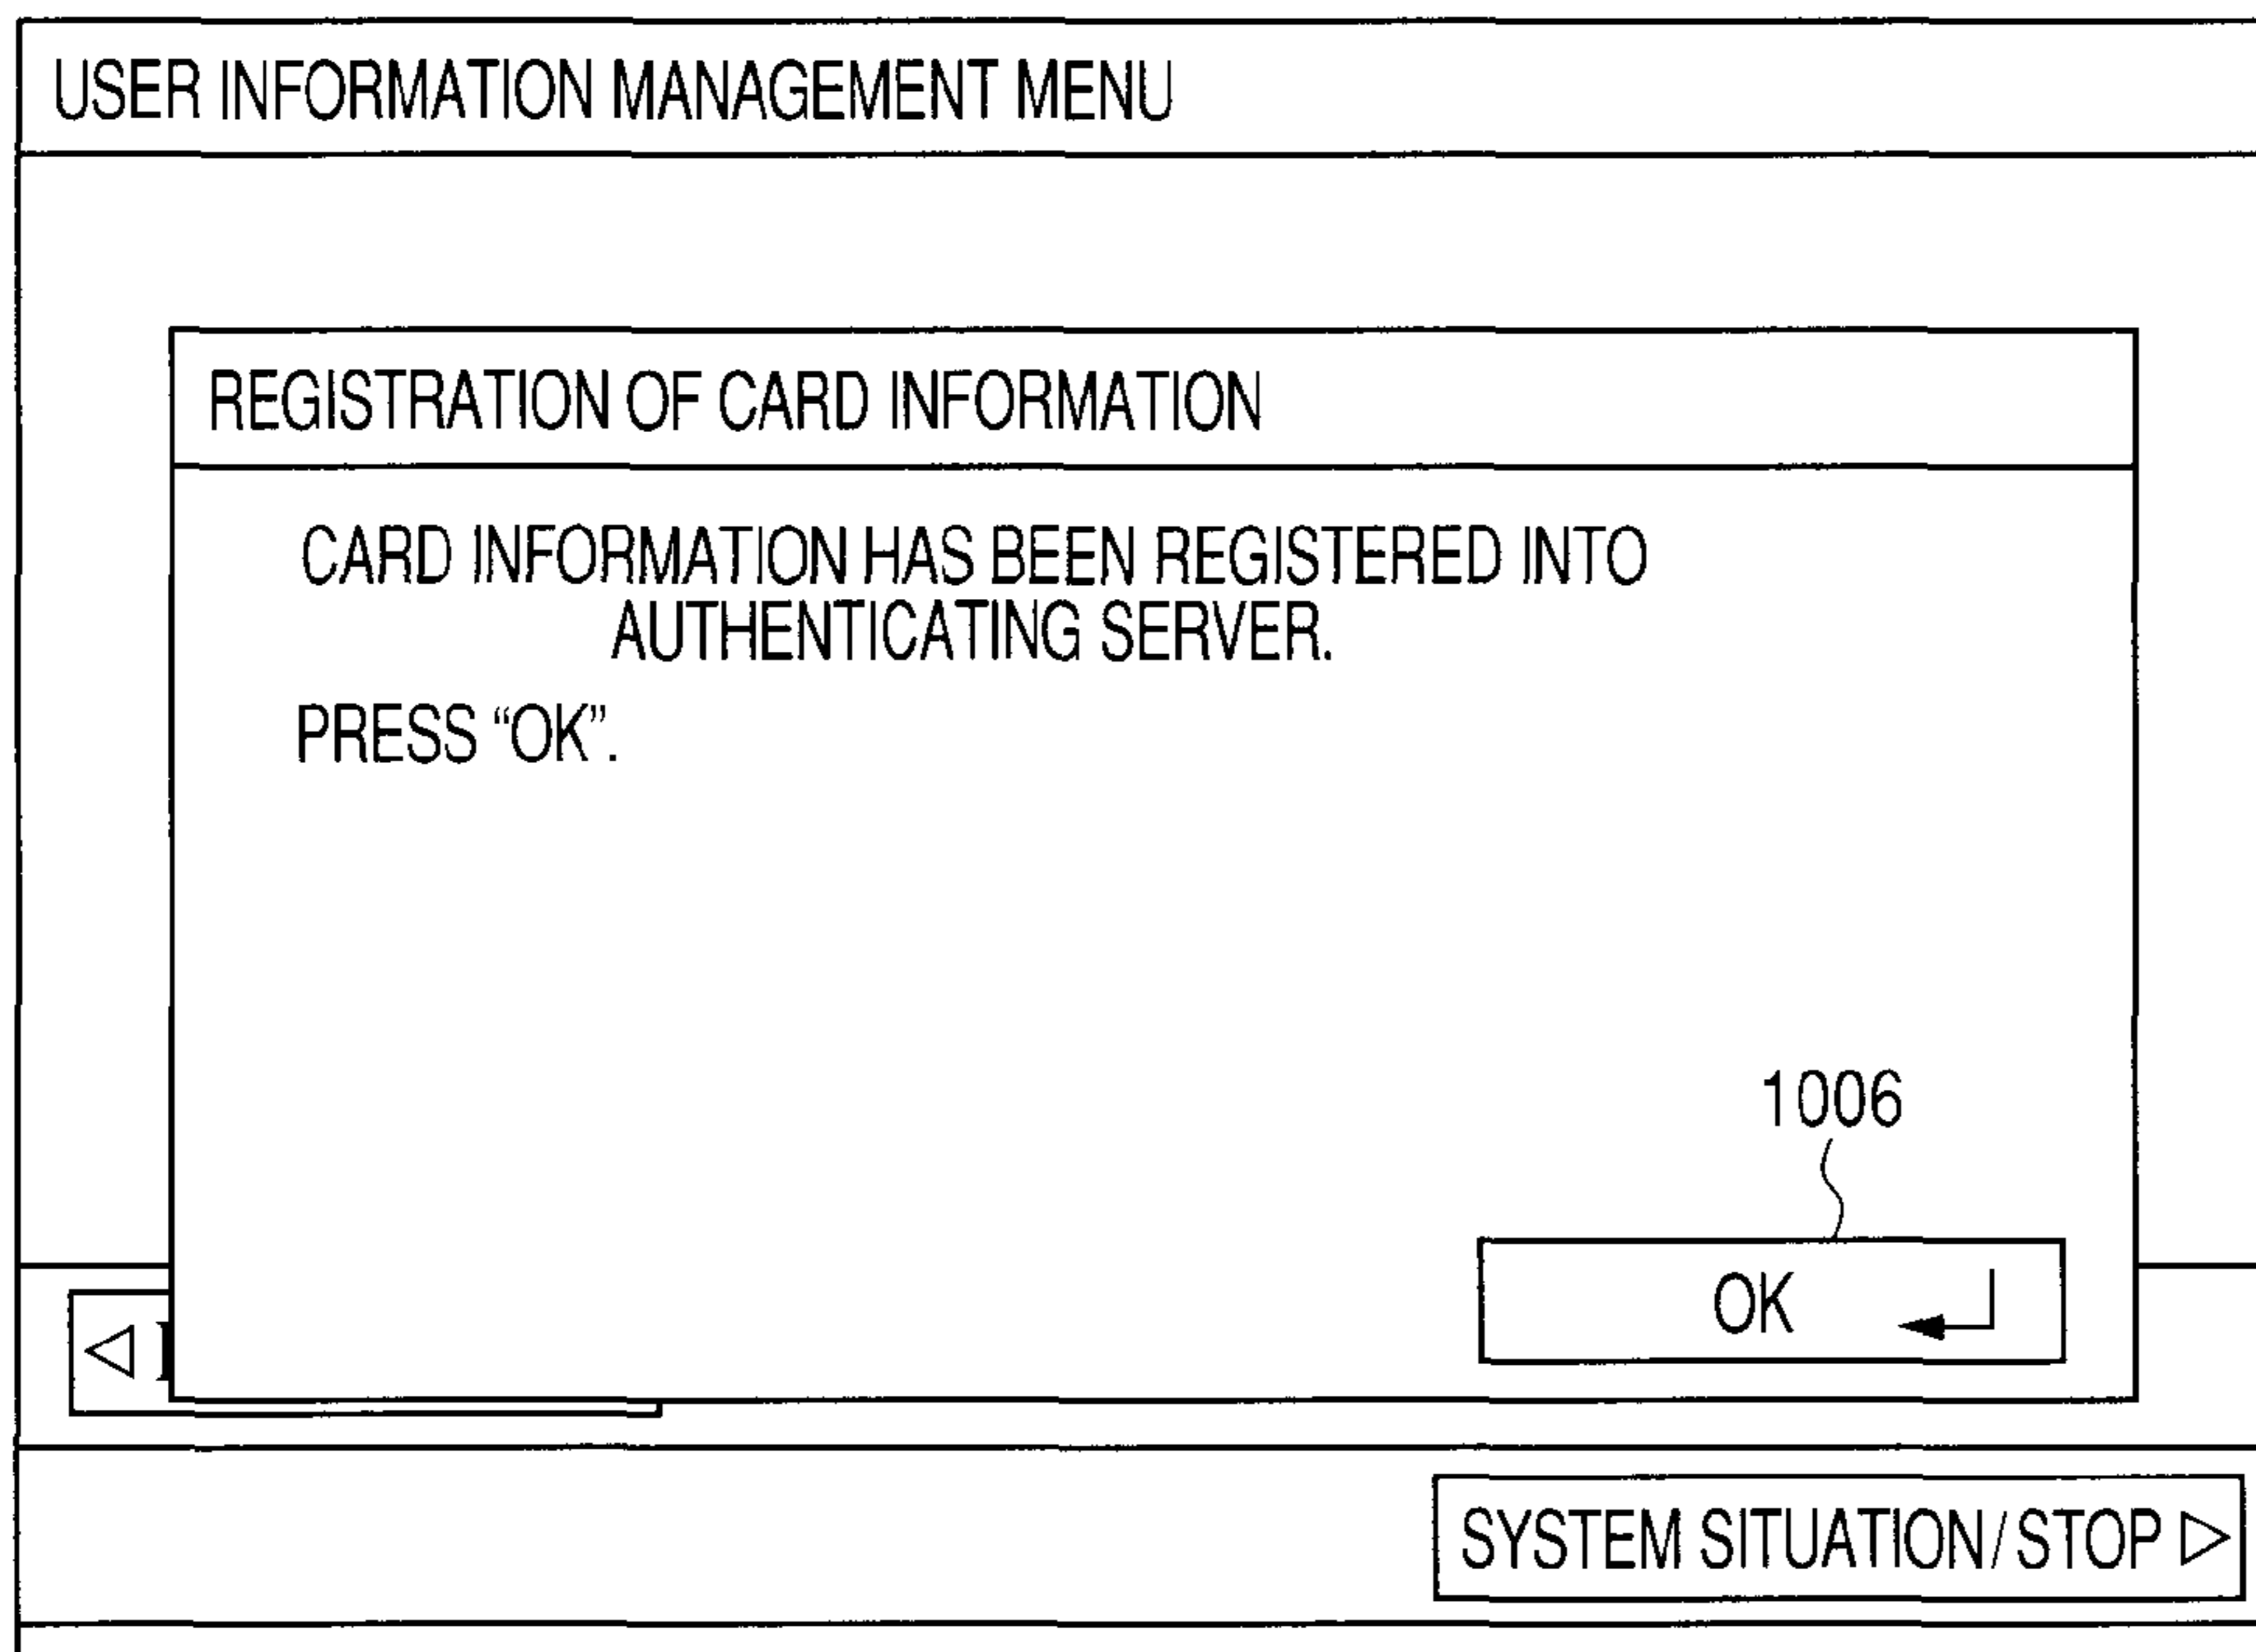 USER INFORMATION MANAGEMENT MENU
REGISTRATION OF CARD INFORMATION
CARD INFORMATION HAS BEEN REGISTERED INTO
AUTHENTICATING SERVER.
PRESS “OK”.
1006
OK
SYSTEM SITUATION/STOP